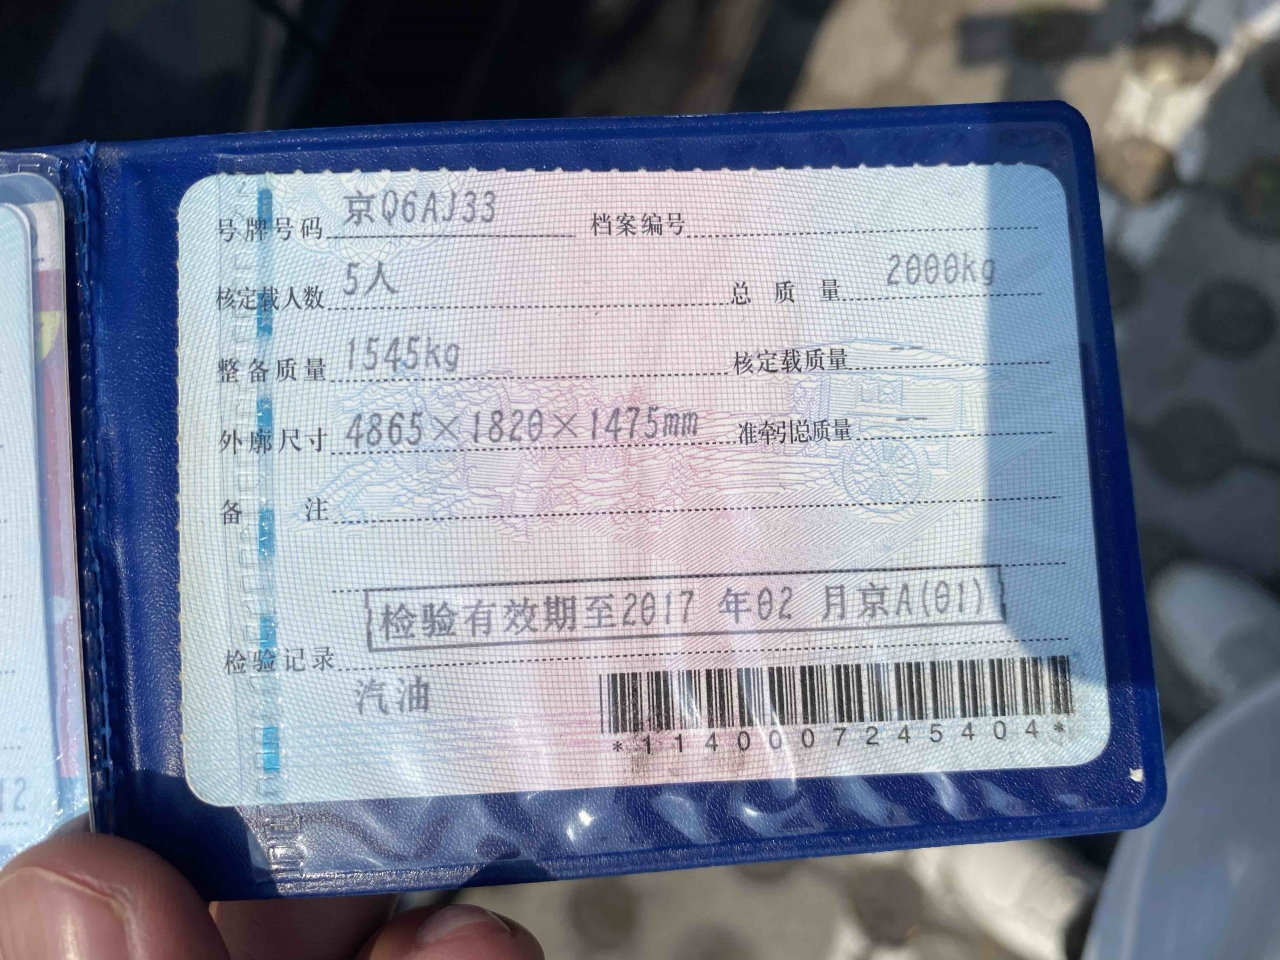 号牌号码 京Q6AJ33 档案编号
核定载人数 5人 总质量 2000kg
整备质量 1545kg 核定载质量 --
外廓尺寸 4865×1820×1475mm 准牵引总质量 --
备注
检验有效期至2017 年02 月京A(01)
检验记录
汽油
*1140007245404*
12